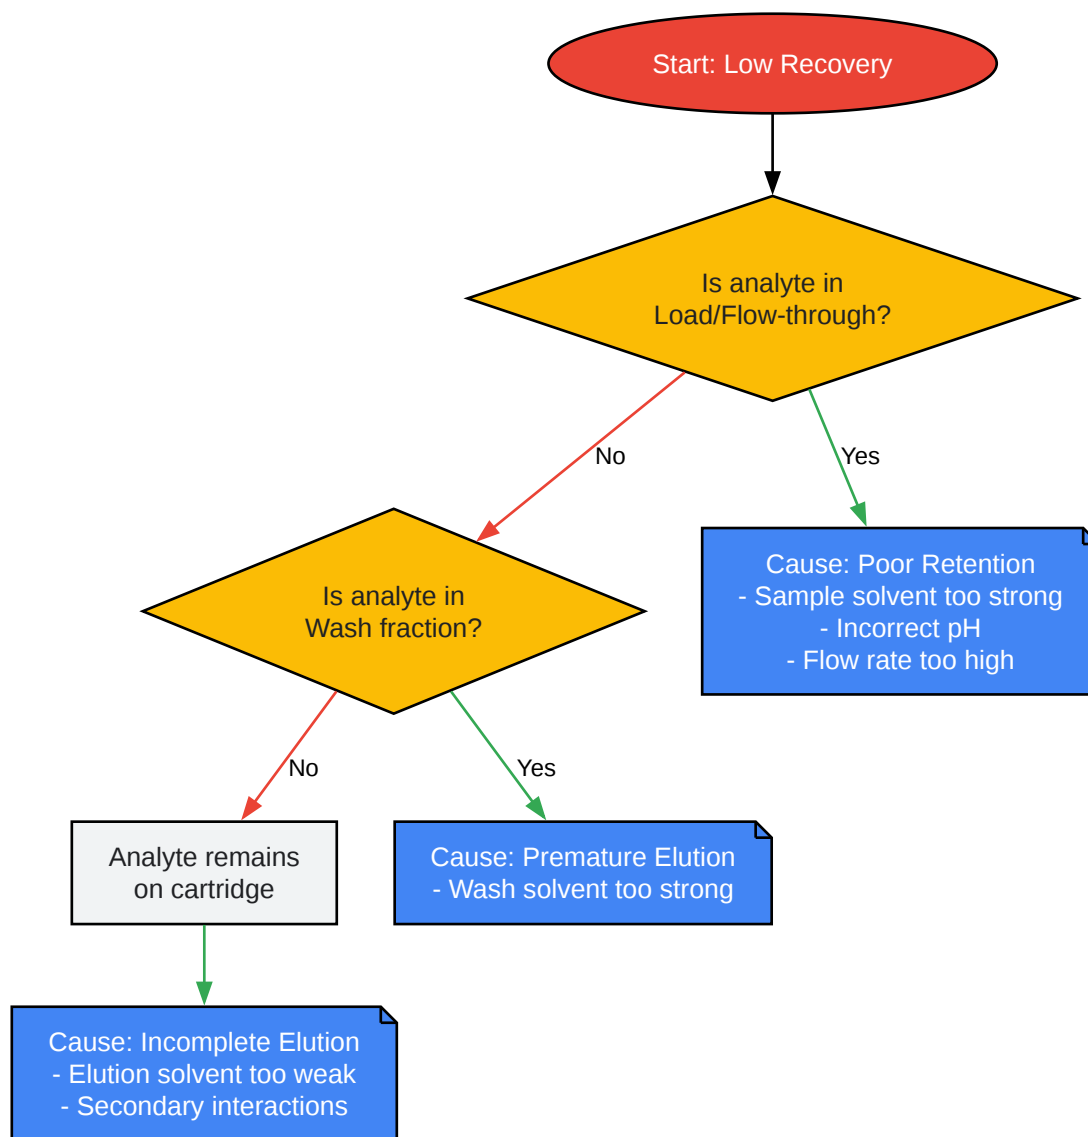 Start: Low Recovery
Is analyte in
Load/Flow-through?
No
Yes
Cause: Poor Retention
- Sample solvent too strong
- Incorrect pH
- Flow rate too high
Is analyte in
Wash fraction?
No
Yes
Analyte remains
on cartridge
Cause: Premature Elution
- Wash solvent too strong
Cause: Incomplete Elution
- Elution solvent too weak
- Secondary interactions